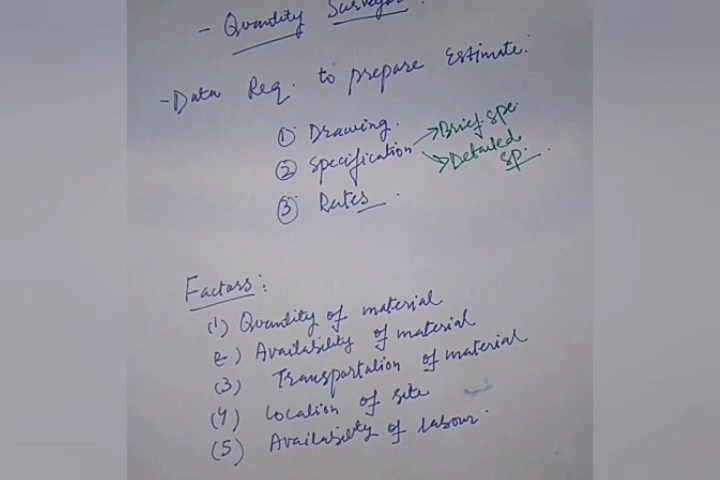 - Quantity Surveyor.
- Data Req. to prepare Estimate:
① Drawing.
② Specification → Brief. Spe.
→ Detailed sp.
③ Rates.
Factors:
(1) Quantity of material
2) Availability of material
(3) Transportation of material
(4) Location of site
(5) Availability of labour.